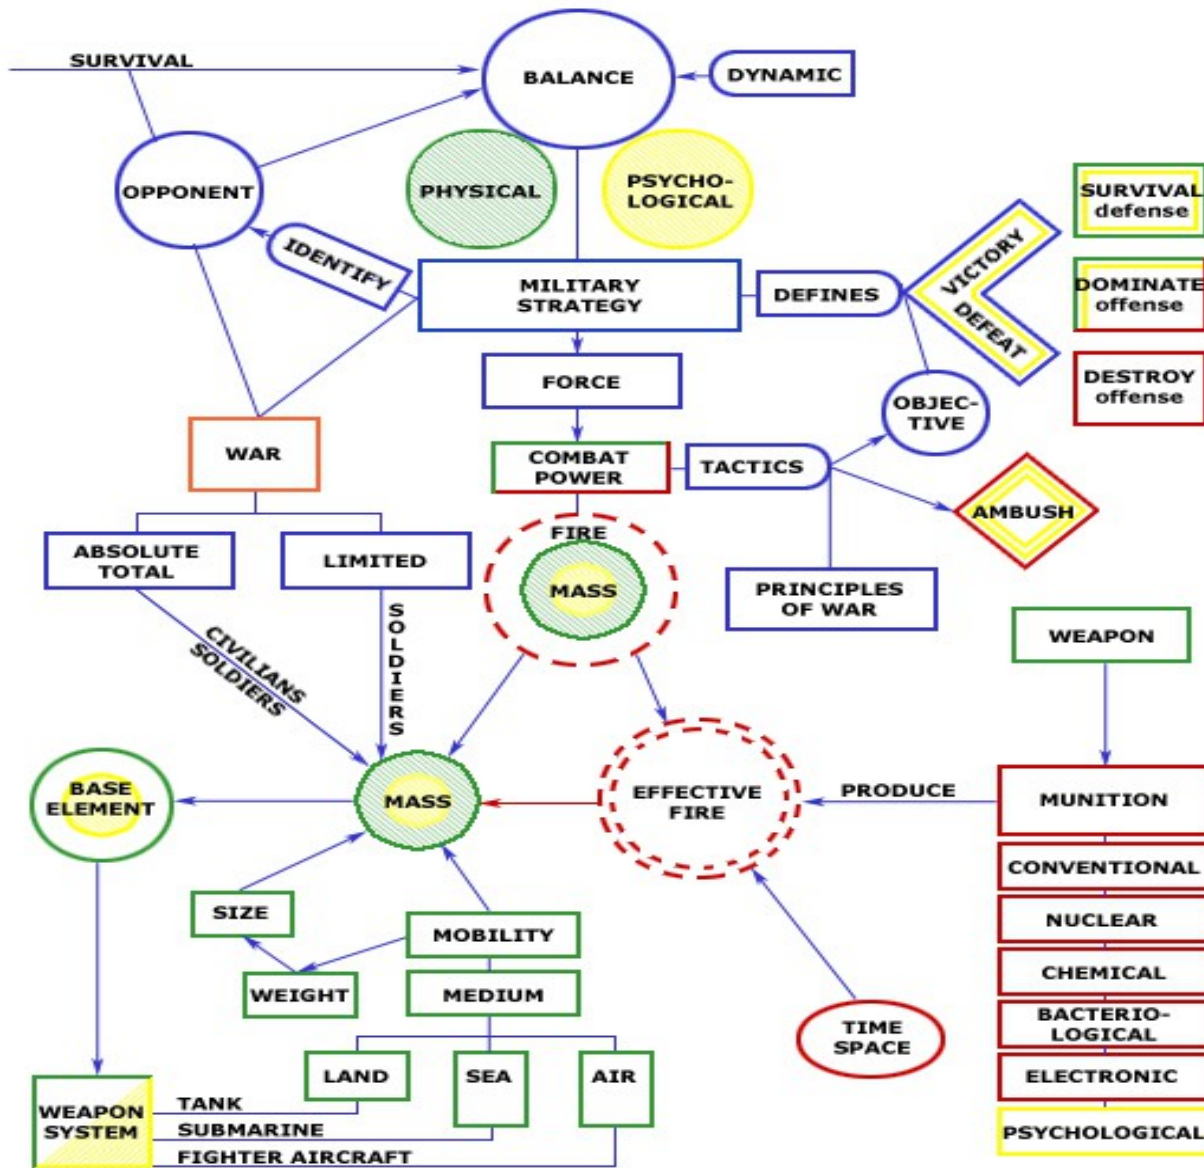 SURVIVAL
BALANCE
DYNAMIC
OPPONENT
PHYSICAL
PSYCHO-
LOGICAL
SURVIVAL
defense
IDENTIFY
MILITARY
STRATEGY
DEFINES
VICTORY
DEFEAT
DOMINATE
offense
FORCE
DESTROY
offense
OBJEC-
TIVE
WAR
COMBAT
POWER
TACTICS
AMBUSH
ABSOLUTE
TOTAL
LIMITED
FIRE
MASS
PRINCIPLES
OF WAR
CIVILIANS
SOLDIERS
SOLDIERS
WEAPON
BASE
ELEMENT
MASS
EFFECTIVE
FIRE
PRODUCE
MUNITION
CONVENTIONAL
SIZE
MOBILITY
NUCLEAR
WEIGHT
MEDIUM
CHEMICAL
TIME
SPACE
BACTERIO-
LOGICAL
LAND
SEA
AIR
ELECTRONIC
WEAPON
SYSTEM
TANK
SUBMARINE
FIGHTER AIRCRAFT
PSYCHOLOGICAL